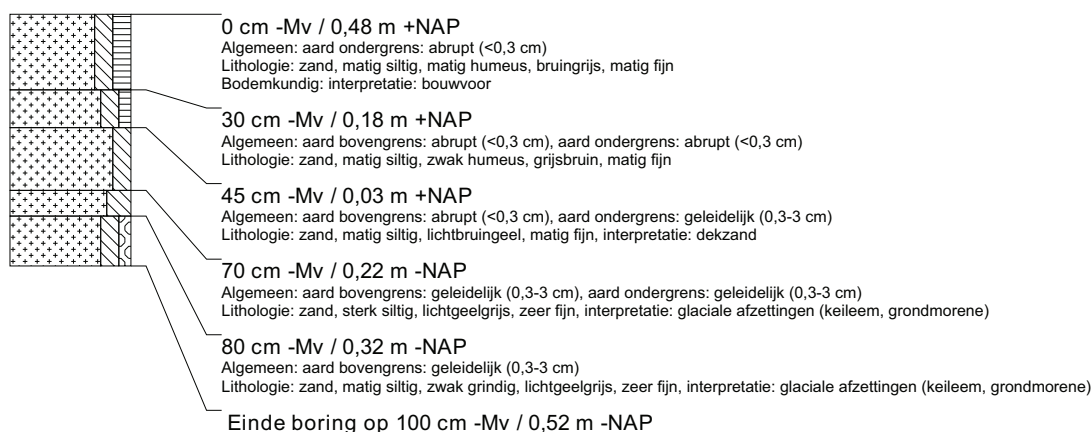 0 cm -Mv / 0,48 m +NAP
Algemeen: aard ondergrens: abrupt (<0,3 cm)
Lithologie: zand, matig siltig, matig humeus, bruingrijs, matig fijn
Bodemkundig: interpretatie: bouwvoor
30 cm -Mv / 0,18 m +NAP
Algemeen: aard bovengrens: abrupt (<0,3 cm), aard ondergrens: abrupt (<0,3 cm)
Lithologie: zand, matig siltig, zwak humeus, grijsbruin, matig fijn
45 cm -Mv / 0,03 m +NAP
Algemeen: aard bovengrens: abrupt (<0,3 cm), aard ondergrens: geleidelijk (0,3-3 cm)
Lithologie: zand, matig siltig, lichtbruingeel, matig fijn, interpretatie: dekzand
70 cm -Mv / 0,22 m -NAP
Algemeen: aard bovengrens: geleidelijk (0,3-3 cm), aard ondergrens: geleidelijk (0,3-3 cm)
Lithologie: zand, sterk siltig, lichtgeelgrijs, zeer fijn, interpretatie: glaciale afzettingen (keileem, grondmorene)
80 cm -Mv / 0,32 m -NAP
Algemeen: aard bovengrens: geleidelijk (0,3-3 cm)
Lithologie: zand, matig siltig, zwak grindig, lichtgeelgrijs, zeer fijn, interpretatie: glaciale afzettingen (keileem, grondmorene)
Einde boring op 100 cm -Mv / 0,52 m -NAP